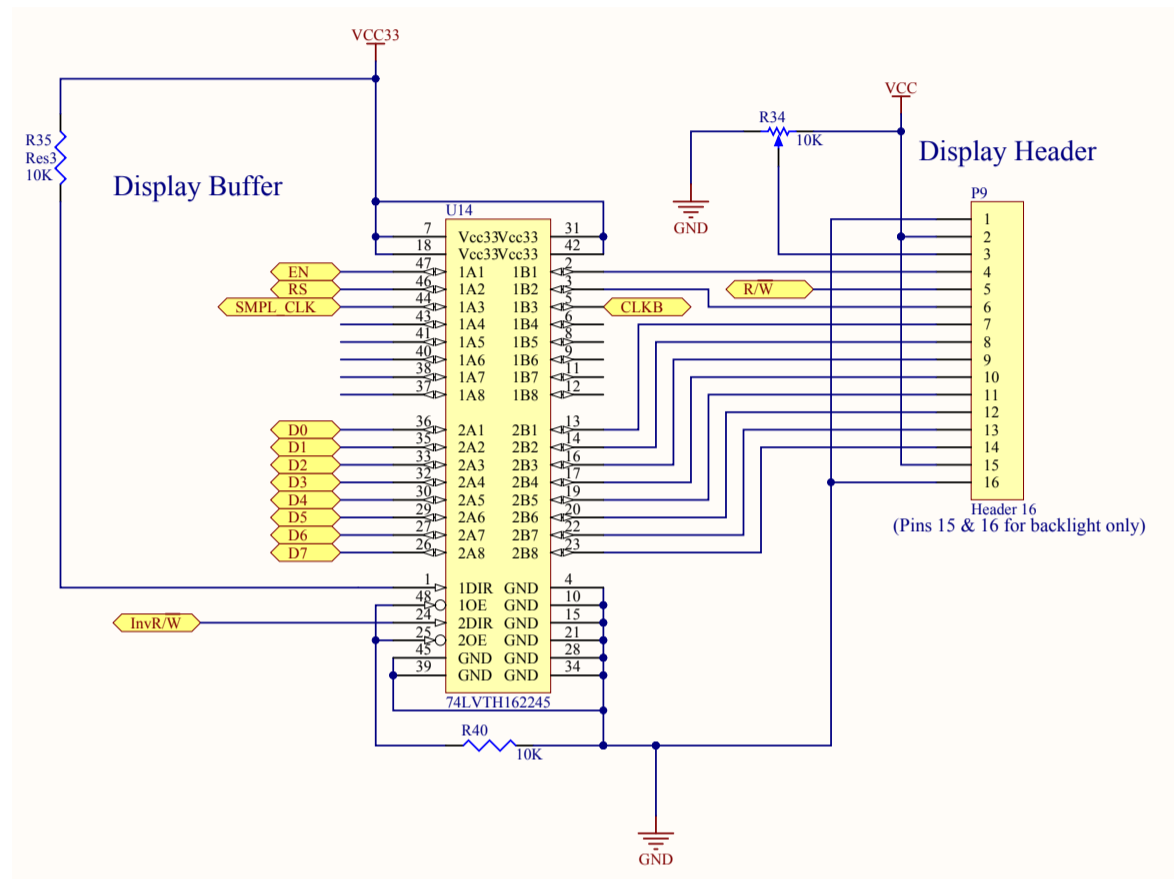 VCC33
VCC
R34
10K
R35
Res3
10K
Display Buffer
Display Header
GND
P9
U14
7 Vcc33 Vcc33 31
18 Vcc33 Vcc33 42
EN 47 1A1 1B1 2
RS 46 1A2 1B2 3
SMPL_CLK 44 1A3 1B3 5 CLKB
43 1A4 1B4 6
41 1A5 1B5 8
40 1A6 1B6 9
38 1A7 1B7 11
37 1A8 1B8 12
D0 36 2A1 2B1 13
D1 35 2A2 2B2 14
D2 33 2A3 2B3 16
D3 32 2A4 2B4 17
D4 30 2A5 2B5 19
D5 29 2A6 2B6 20
D6 27 2A7 2B7 22
D7 26 2A8 2B8 23
1 1DIR GND 4
48 1OE GND 10
InvR/W̅ 24 2DIR GND 15
25 2OE GND 21
45 GND GND 28
39 GND GND 34
74LVTH162245
R40
10K
GND
R/W̅
1
2
3
4
5
6
7
8
9
10
11
12
13
14
15
16
Header 16
(Pins 15 & 16 for backlight only)